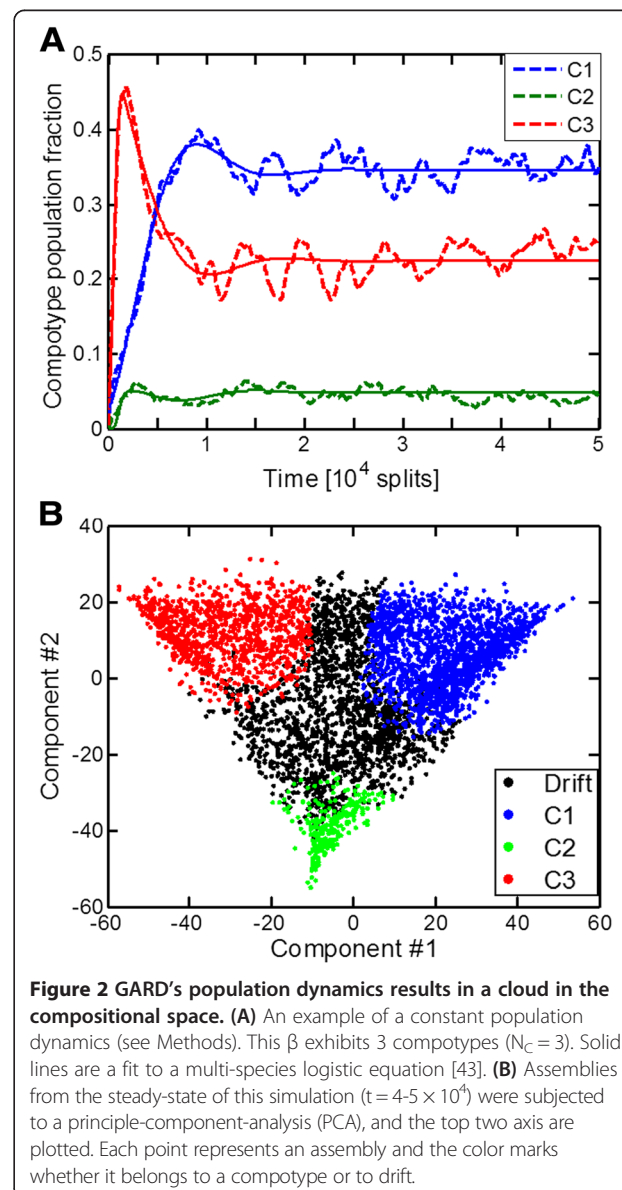 A
0.5
0.4
0.3
0.2
0.1
0
Compotype population fraction
C1
C2
C3
0 1 2 3 4 5
Time [10⁴ splits]
B
40
20
0
-20
-40
-60
Component #2
Drift
C1
C2
C3
-60 -40 -20 0 20 40 60
Component #1
Figure 2 GARD's population dynamics results in a cloud in the
compositional space. (A) An example of a constant population
dynamics (see Methods). This β exhibits 3 compotypes (N_C = 3). Solid
lines are a fit to a multi-species logistic equation [43]. (B) Assemblies
from the steady-state of this simulation (t = 4-5 × 10⁴) were subjected
to a principle-component-analysis (PCA), and the top two axis are
plotted. Each point represents an assembly and the color marks
whether it belongs to a compotype or to drift.